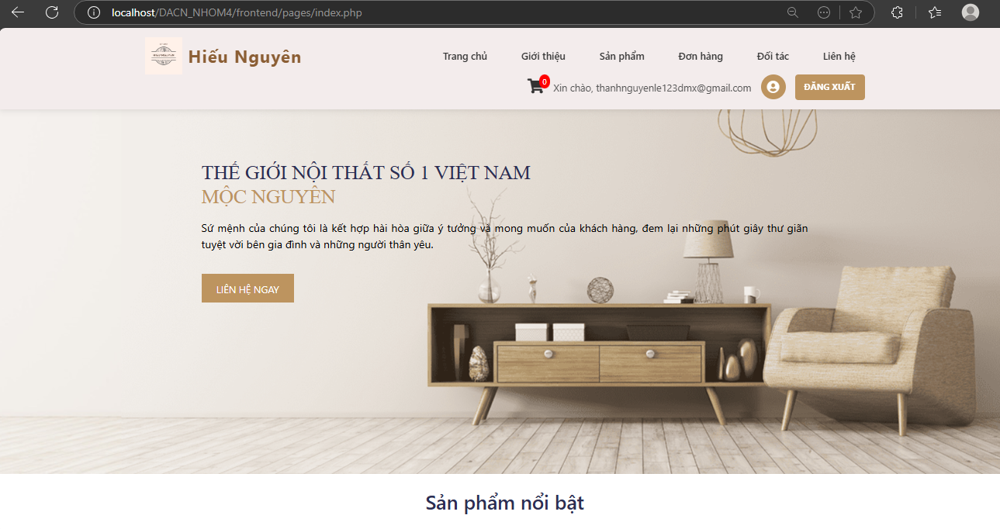 localhost/DACN_NHOM4/frontend/pages/index.php
HIẾU NGUYÊN
Hiếu Nguyên
Trang chủ Giới thiệu Sản phẩm Đơn hàng Đối tác Liên hệ
0 Xin chào, thanhnguyenle123dmx@gmail.com ĐĂNG XUẤT
THẾ GIỚI NỘI THẤT SỐ 1 VIỆT NAM
MỘC NGUYÊN
Sứ mệnh của chúng tôi là kết hợp hài hòa giữa ý tưởng và mong muốn của khách hàng, đem lại những phút giây thư giãn
tuyệt vời bên gia đình và những người thân yêu.
LIÊN HỆ NGAY
Sản phẩm nổi bật